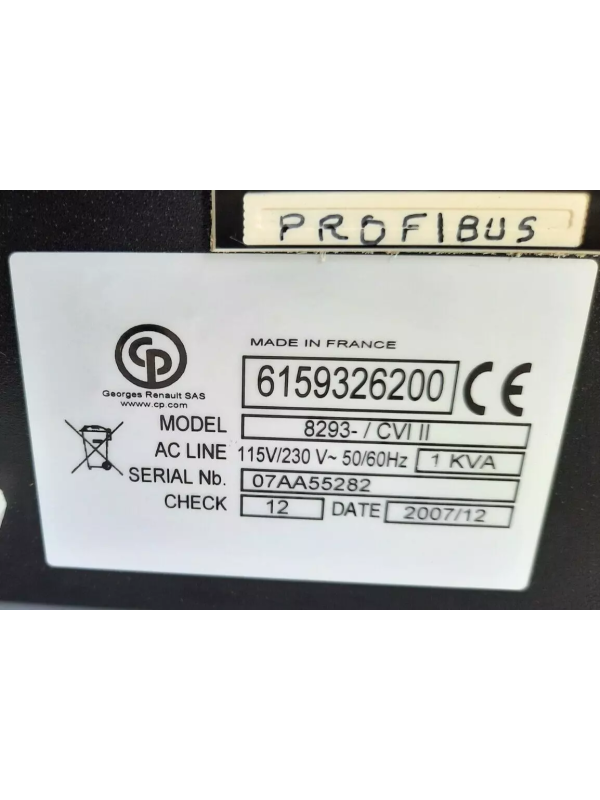 PROFIBUS
CP
Georges Renault SAS
www.cp.com
MADE IN FRANCE
6159326200 CE
MODEL 8293- / CVI II
AC LINE 115V/230 V~ 50/60Hz 1 KVA
SERIAL Nb. 07AA55282
CHECK 12 DATE 2007/12